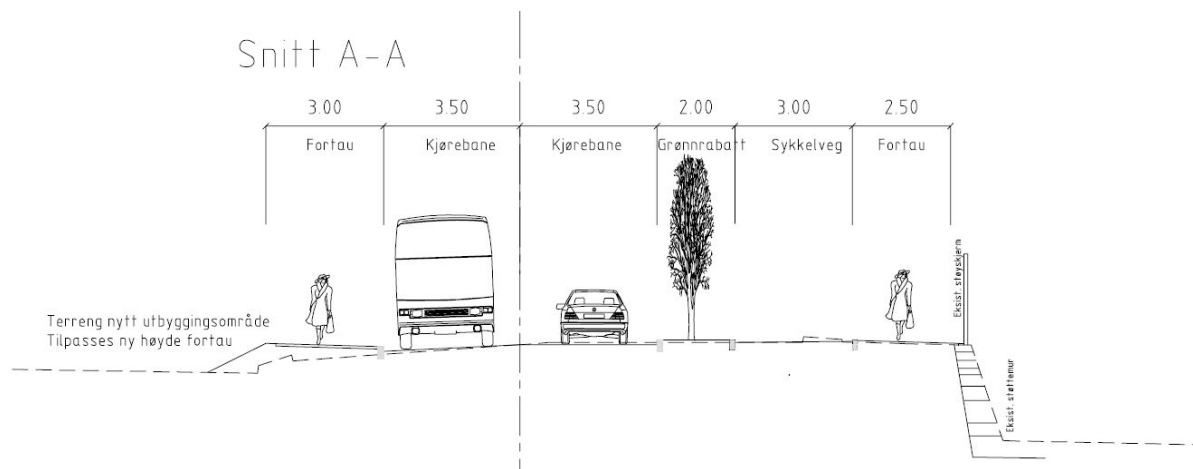 Snitt A-A
3.00 3.50 3.50 2.00 3.00 2.50
Fortau Kjørebane Kjørebane Grønnrabatt Sykkelveg Fortau
Eksist. støyskjerm
Terreng nytt utbyggingsområde
Tilpasses ny høyde fortau
Eksist. støttemur